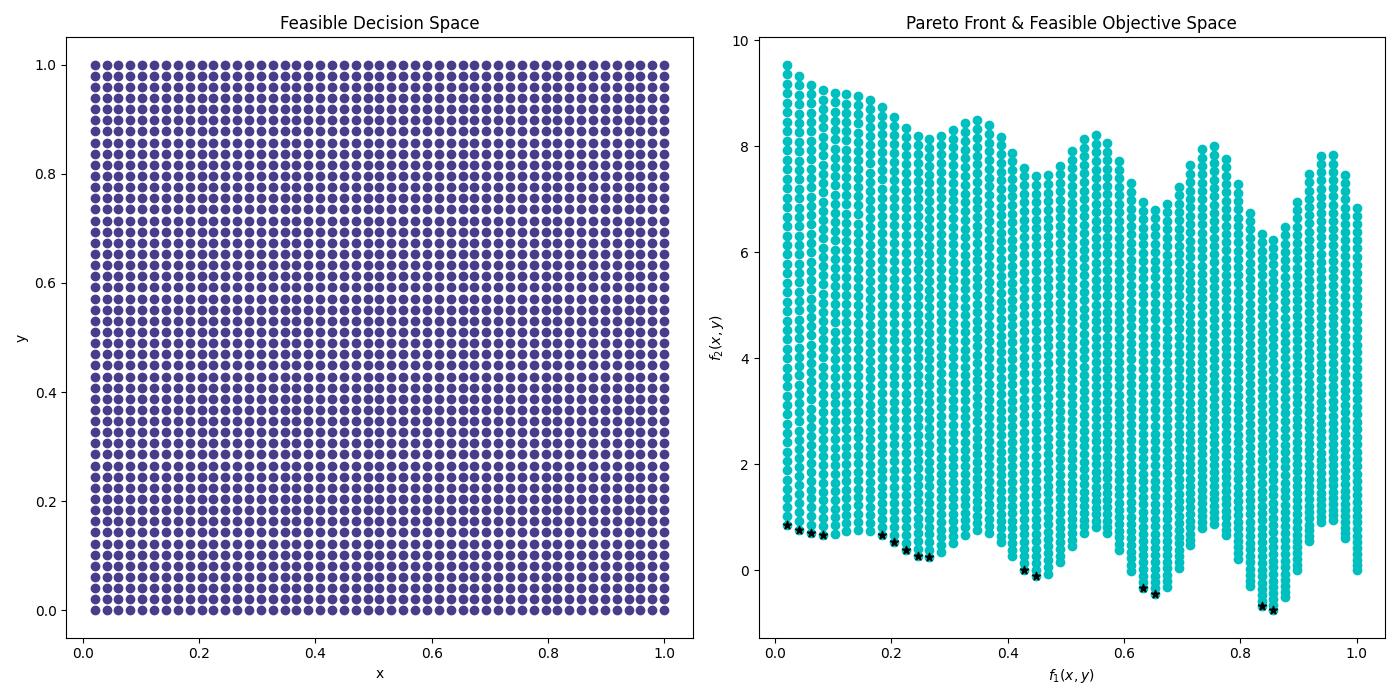 Feasible Decision Space
1.0
0.8
0.6
0.4
0.2
0.0
y
0.0 0.2 0.4 0.6 0.8 1.0
x
Pareto Front & Feasible Objective Space
10
8
6
4
2
0
f₂(x, y)
0.0 0.2 0.4 0.6 0.8 1.0
f₁(x, y)